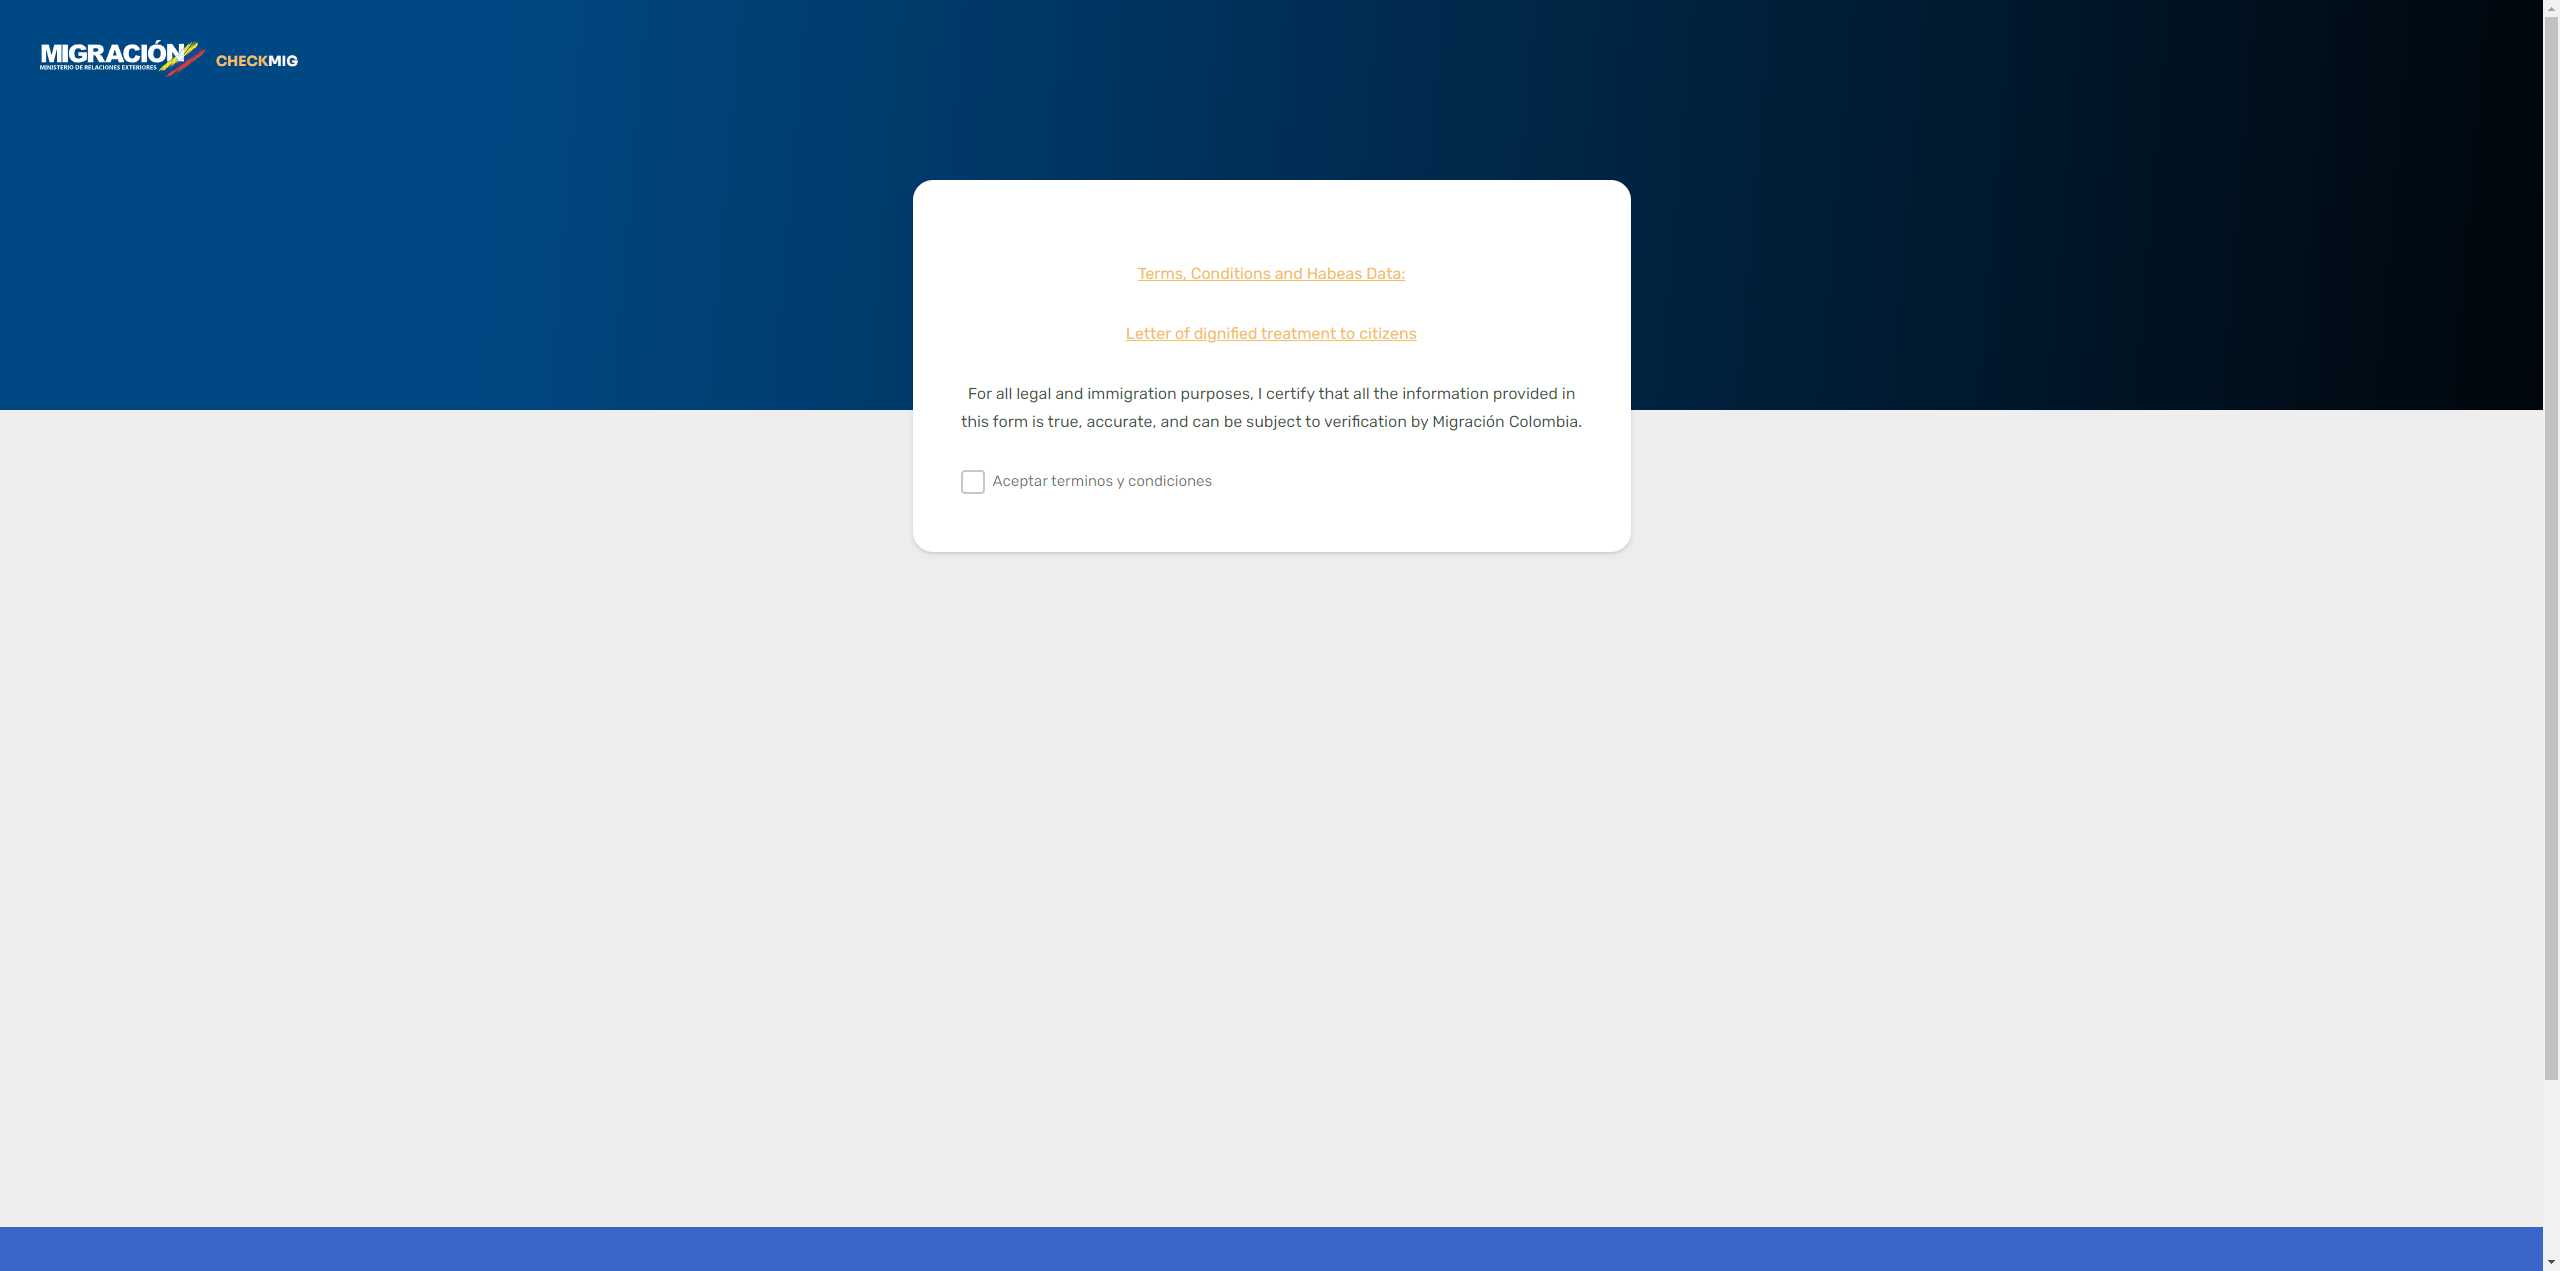 MIGRACIÓN
MINISTERIO DE RELACIONES EXTERIORES
CHECKMIG
Terms, Conditions and Habeas Data:
Letter of dignified treatment to citizens
For all legal and immigration purposes, I certify that all the information provided in
this form is true, accurate, and can be subject to verification by Migración Colombia.
Aceptar terminos y condiciones